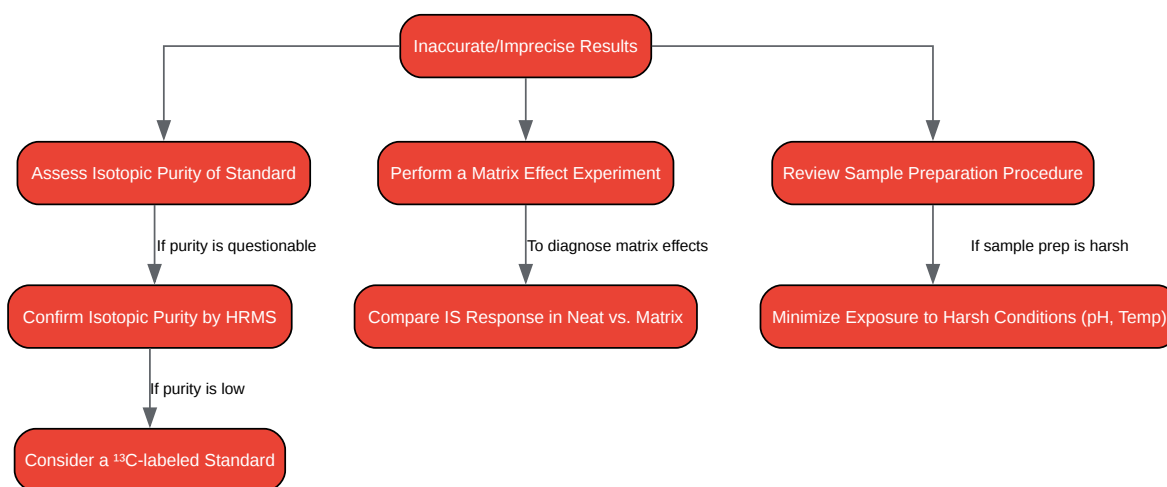 Inaccurate/Imprecise Results
Assess Isotopic Purity of Standard
Perform a Matrix Effect Experiment
Review Sample Preparation Procedure
If purity is questionable
To diagnose matrix effects
If sample prep is harsh
Confirm Isotopic Purity by HRMS
Compare IS Response in Neat vs. Matrix
Minimize Exposure to Harsh Conditions (pH, Temp)
If purity is low
Consider a ¹³C-labeled Standard